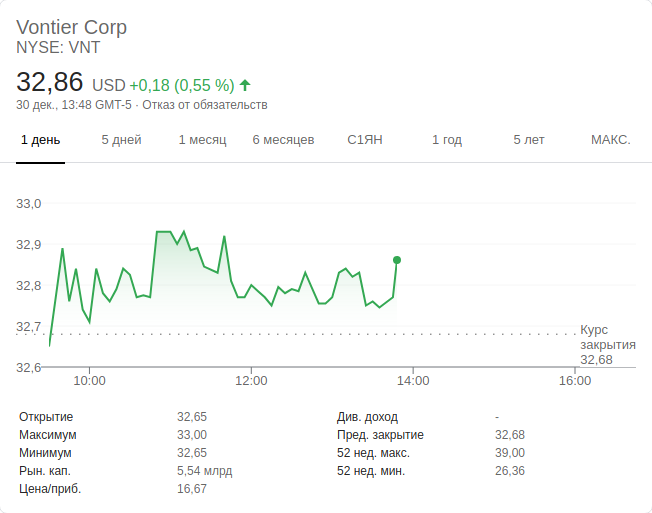 Vontier Corp
NYSE: VNT
32,86 USD +0,18 (0,55 %)
30 дек., 13:48 GMT-5 · Отказ от обязательств
1 день 5 дней 1 месяц 6 месяцев С1ЯН 1 год 5 лет МАКС.
33,0
32,9
32,8
32,7
Курс
закрытия
32,68
32,6
10:00 12:00 14:00 16:00
Открытие 32,65 Див. доход -
Максимум 33,00 Пред. закрытие 32,68
Минимум 32,65 52 нед. макс. 39,00
Рын. кап. 5,54 млрд 52 нед. мин. 26,36
Цена/приб. 16,67